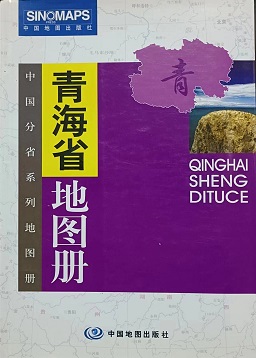 SINOMAPS
PRESS
中国地图出版社
中国分省系列地图册
青海省
地图册
青
QINGHAI
SHENG
DITUCE
中国地图出版社